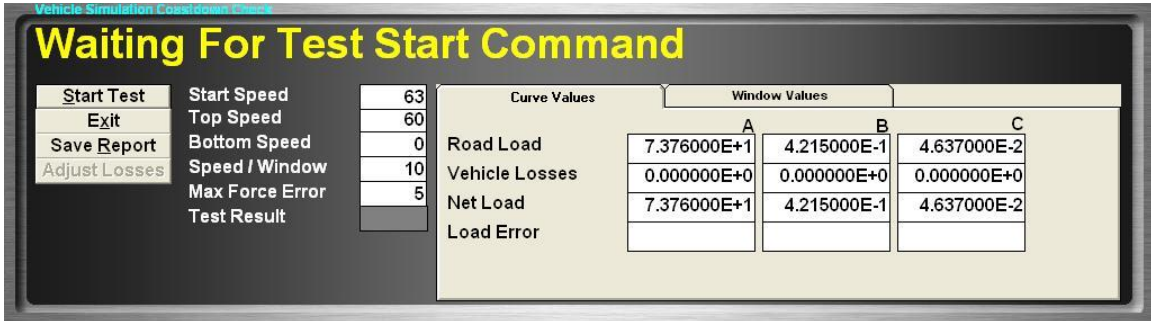 Vehicle Simulation Coastdown Check
Waiting For Test Start Command
Start Test
Exit
Save Report
Adjust Losses
Start Speed 63
Top Speed 60
Bottom Speed 0
Speed / Window 10
Max Force Error 5
Test Result
Curve Values Window Values
A B C
Road Load 7.376000E+1 4.215000E-1 4.637000E-2
Vehicle Losses 0.000000E+0 0.000000E+0 0.000000E+0
Net Load 7.376000E+1 4.215000E-1 4.637000E-2
Load Error